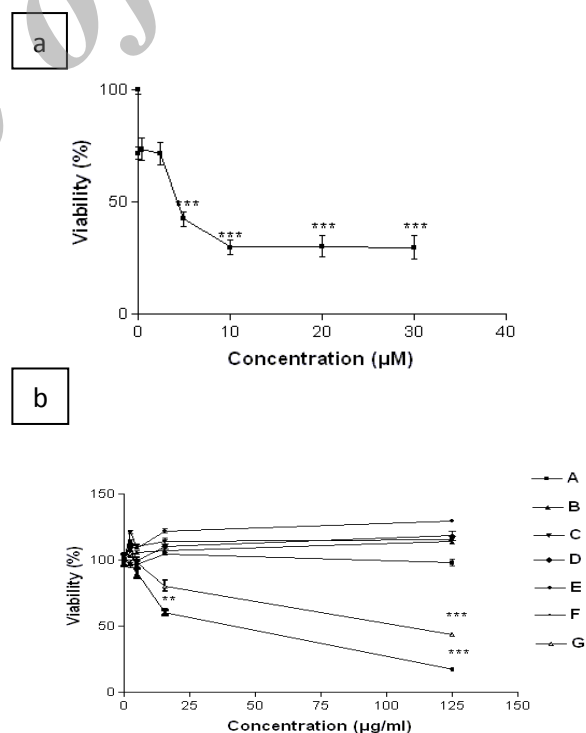 of
a
100
50
0
Viability (%)
***
***
***
***
0 10 20 30 40
Concentration (µM)
b
150
100
50
0
Viability (%)
**
***
***
0 25 50 75 100 125 150
Concentration (µg/ml)
A
B
C
D
E
F
G